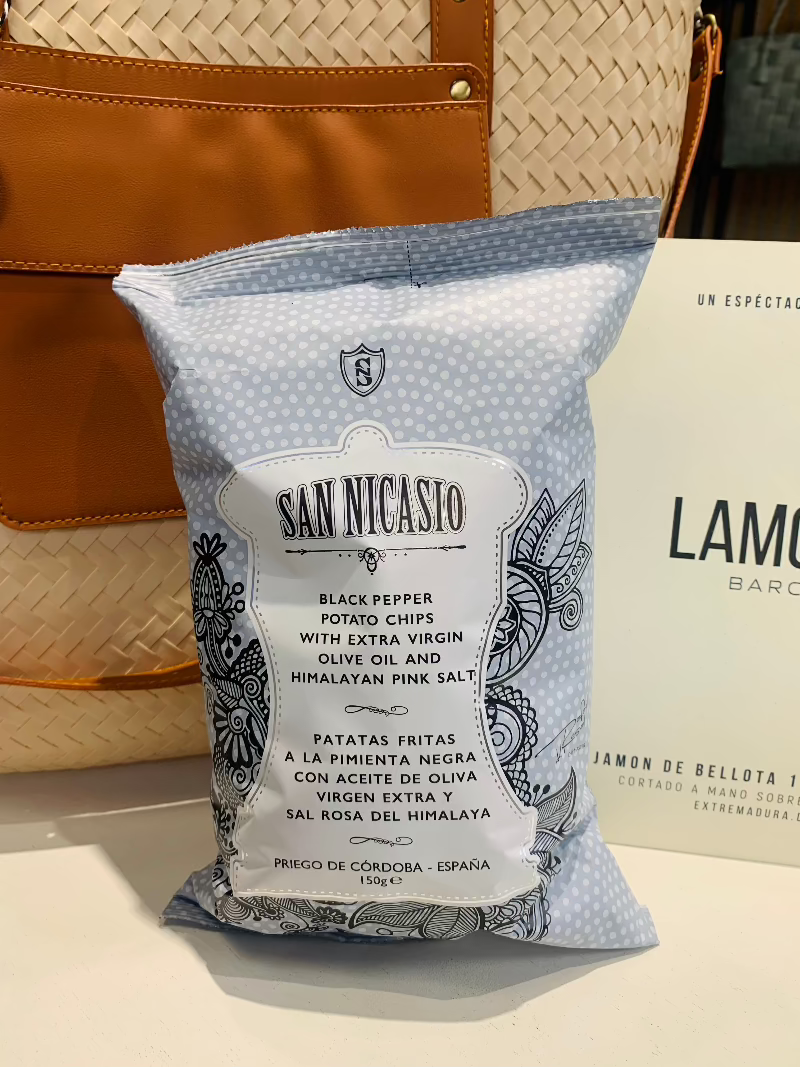 SN
SAN NICASIO
BLACK PEPPER
POTATO CHIPS
WITH EXTRA VIRGIN
OLIVE OIL AND
HIMALAYAN PINK SALT
PATATAS FRITAS
A LA PIMIENTA NEGRA
CON ACEITE DE OLIVA
VIRGEN EXTRA Y
SAL ROSA DEL HIMALAYA
PRIEGO DE CÓRDOBA - ESPAÑA
150g ℮
UN ESPÉCTAC
LAMO
BARC
JAMON DE BELLOTA 1
CORTADO A MANO SOBRE
EXTREMADURA.